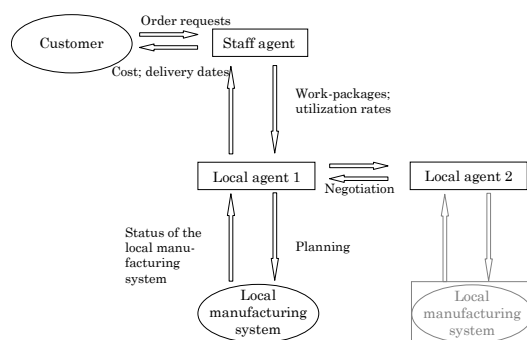 Order requests
Customer
Staff agent
Cost; delivery dates
Work-packages;
utilization rates
Local agent 1
Local agent 2
Negotiation
Status of the
local manu-
facturing
system
Planning
Local
manufacturing
system
Local
manufacturing
system